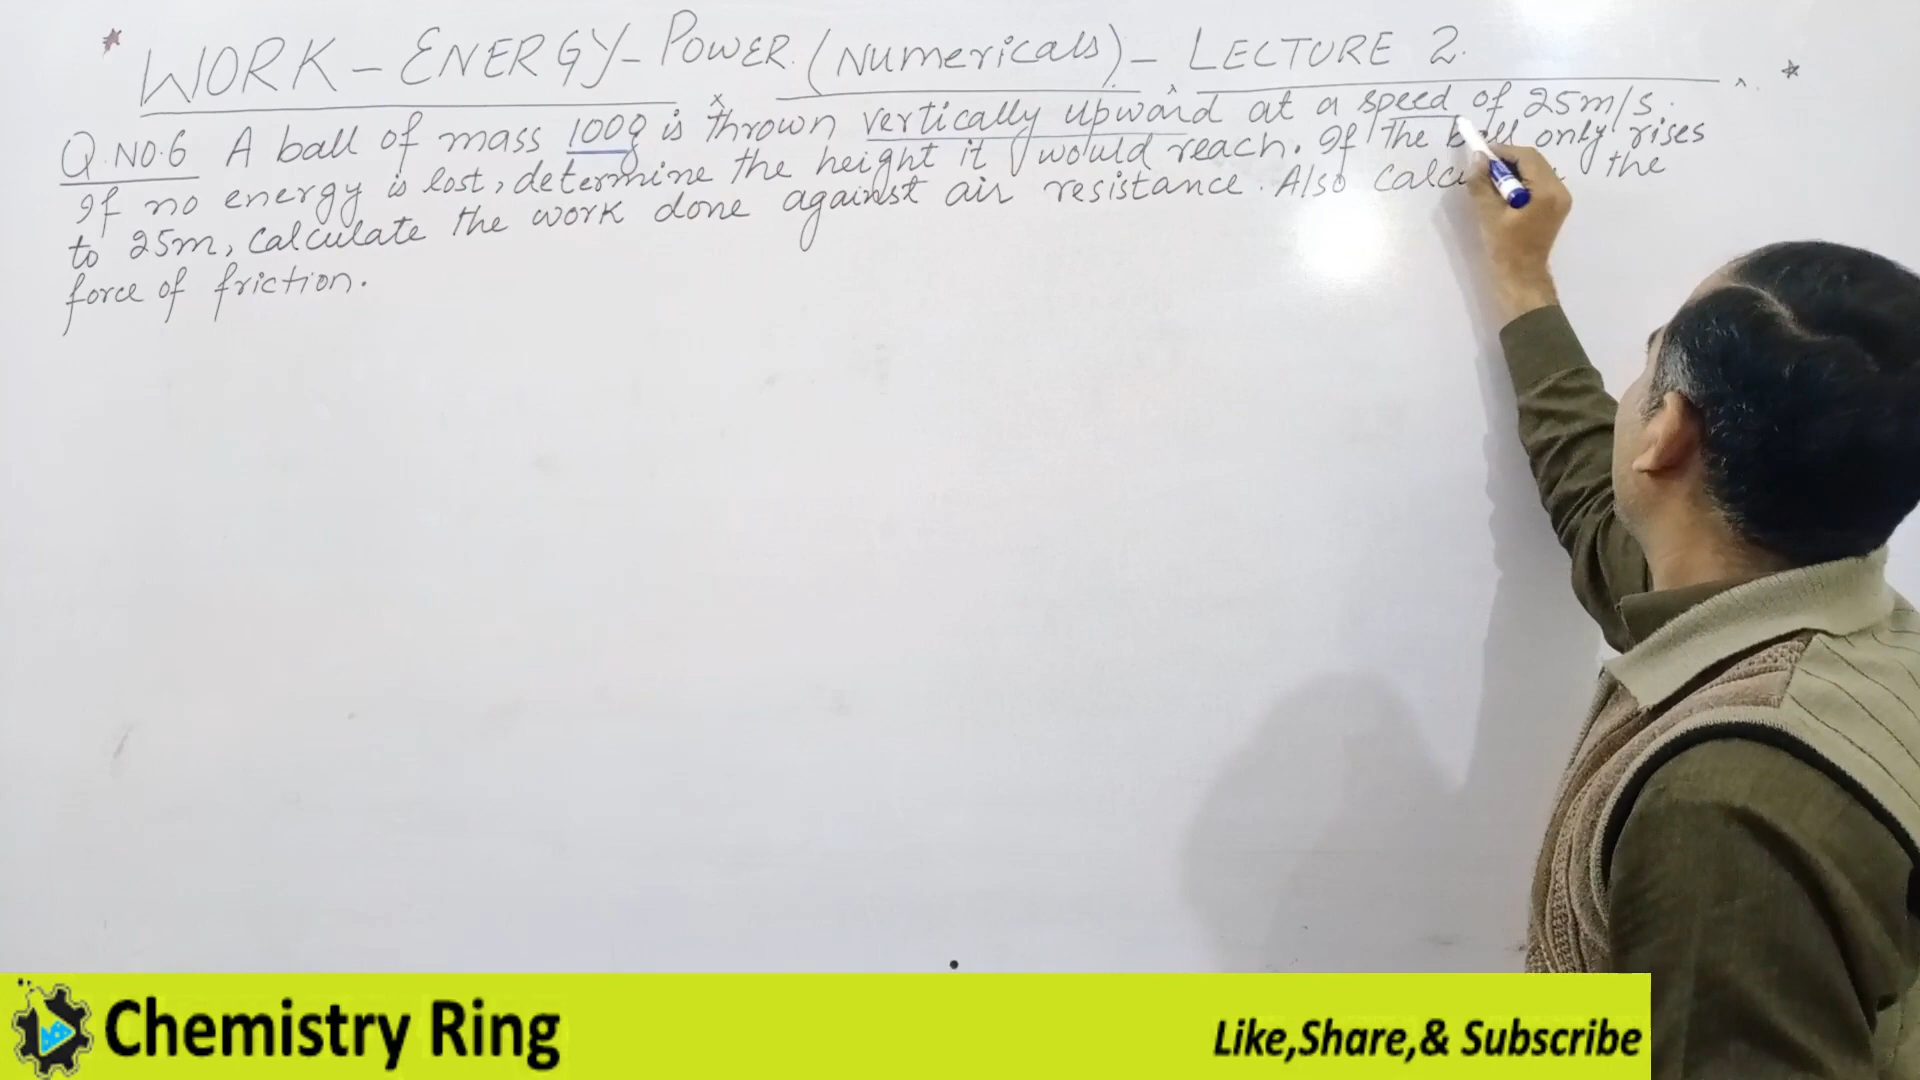 WORK-ENERGY-POWER (Numericals)-LECTURE 2.
Q.NO.6 A ball of mass 100g is thrown vertically upward at a speed of 25m/s.
If no energy is lost, determine the height it would reach. If the ball only rises
to 25m, calculate the work done against air resistance. Also the
force of friction.
Chemistry Ring
Like,Share,& Subscribe